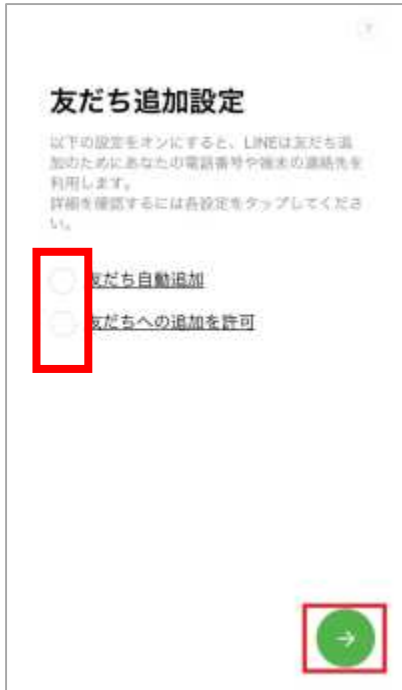 友だち追加設定
以下の設定をオンにすると、LINEは友だち追
加のためにあなたの電話番号や端末の連絡先を
利用します。
詳細を確認するには各設定をタップしてくださ
い。
友だち自動追加
友だちへの追加を許可